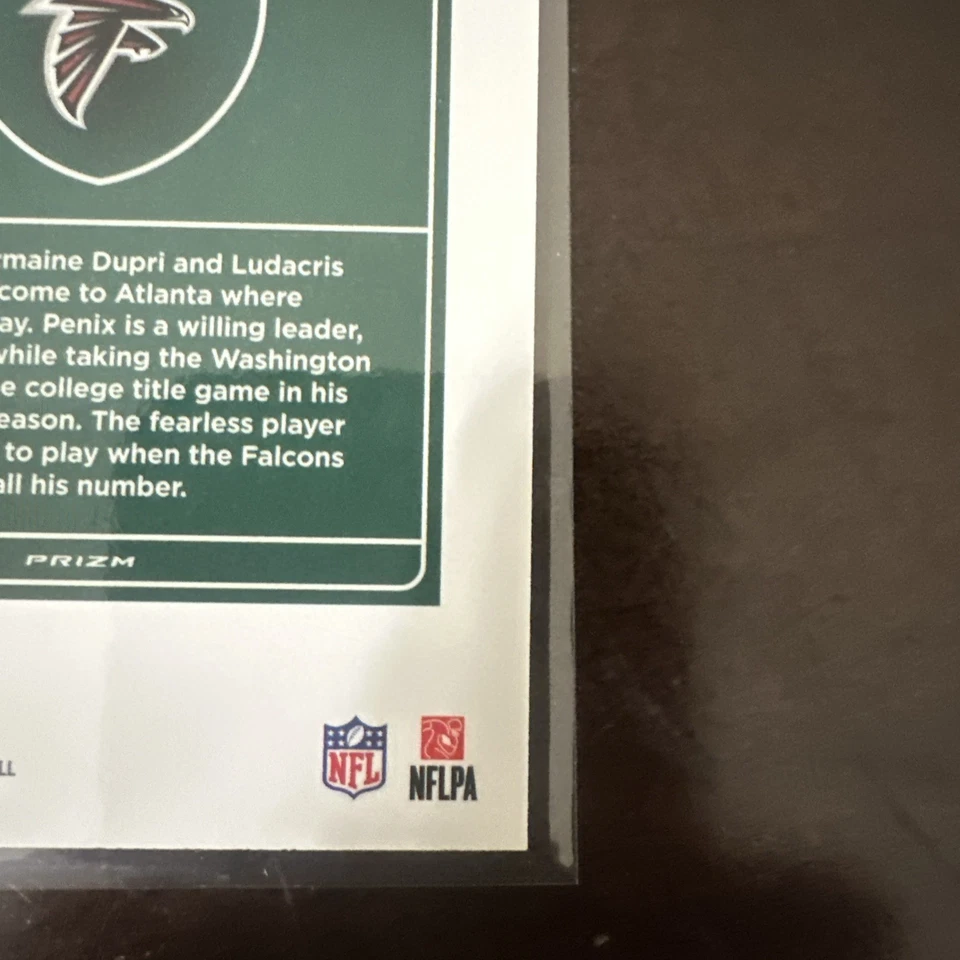 rmaine Dupri and Ludacris
come to Atlanta where
ay. Penix is a willing leader,
while taking the Washington
e college title game in his
eason. The fearless player
to play when the Falcons
all his number.
PRIZM
LL
NFL
NFLPA